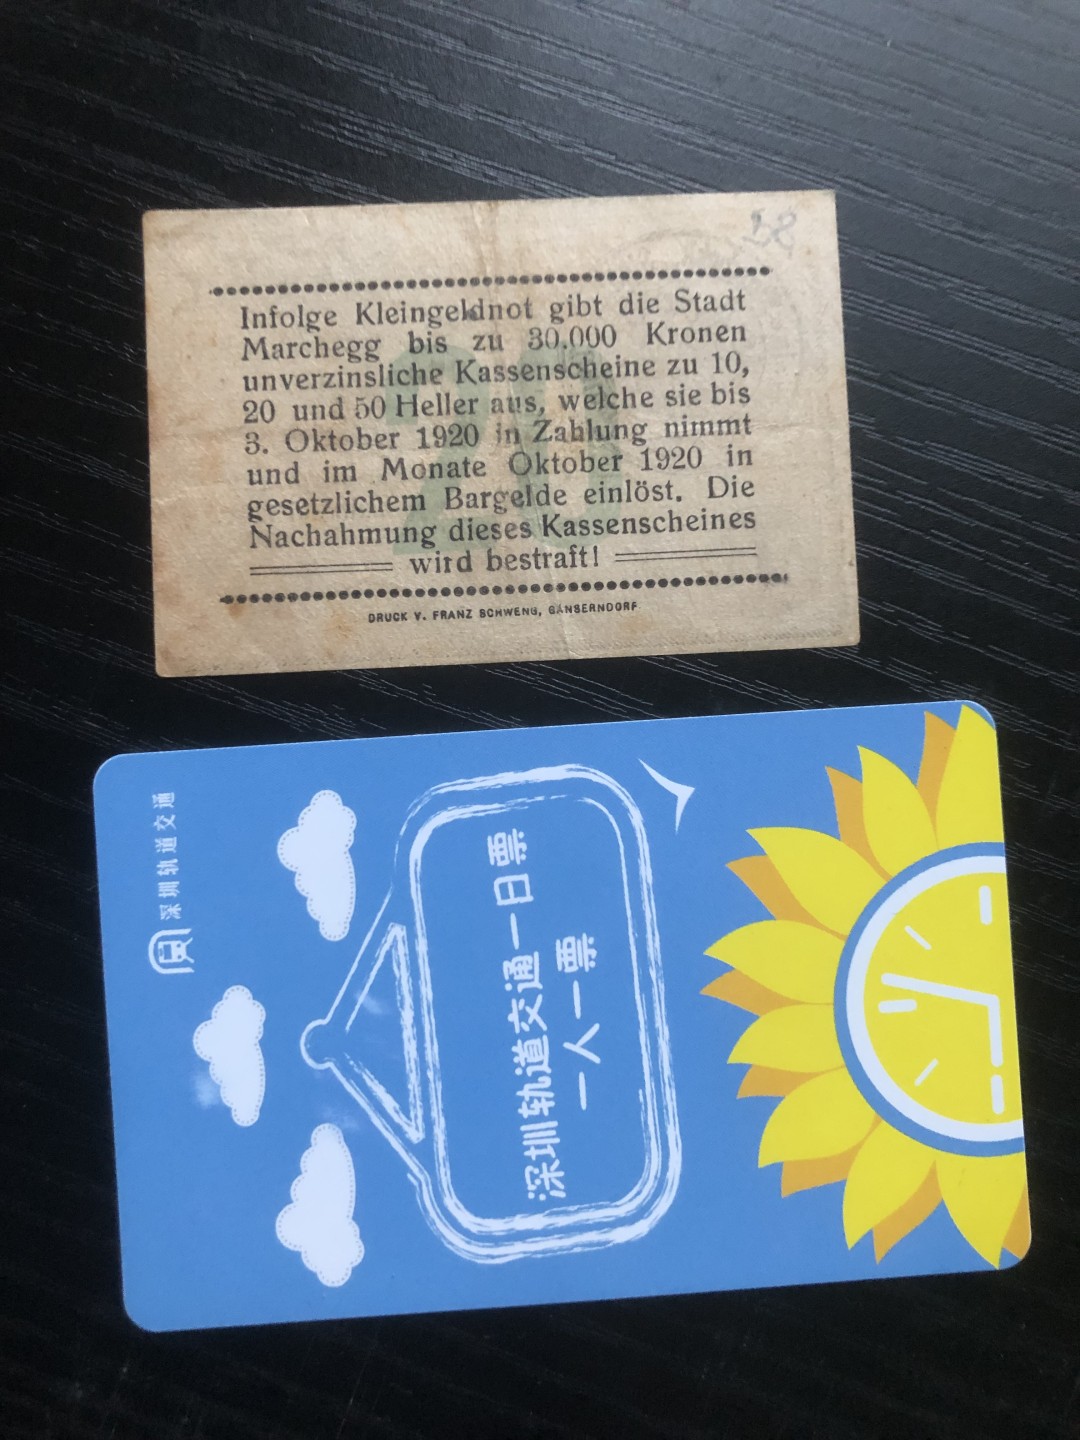 58
Infolge Kleingeldnot gibt die Stadt
Marchegg bis zu 30.000 Kronen
unverzinsliche Kassenscheine zu 10,
20 und 50 Heller aus, welche sie bis
3. Oktober 1920 in Zahlung nimmt
und im Monate Oktober 1920 in
gesetzlichem Bargelde einlöst. Die
Nachahmung dieses Kassenscheines
wird bestraft!
DRUCK V. FRANZ SCHWENG, GÄNSERNDORF
深圳轨道交通
深圳轨道交通一日票
一人一票